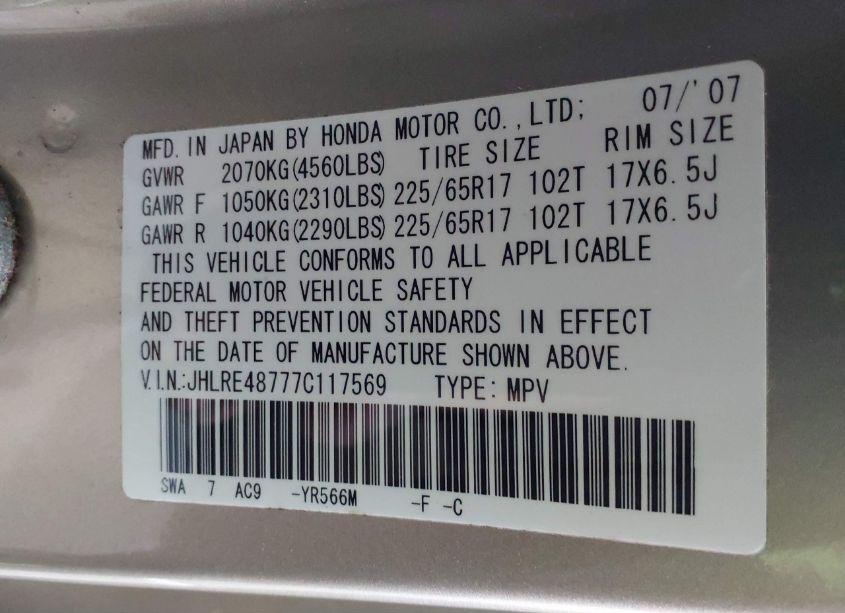 MFD. IN JAPAN BY HONDA MOTOR CO., LTD; 07/'07
GVWR 2070KG(4560LBS) TIRE SIZE RIM SIZE
GAWR F 1050KG(2310LBS) 225/65R17 102T 17X6.5J
GAWR R 1040KG(2290LBS) 225/65R17 102T 17X6.5J
THIS VEHICLE CONFORMS TO ALL APPLICABLE
FEDERAL MOTOR VEHICLE SAFETY
AND THEFT PREVENTION STANDARDS IN EFFECT
ON THE DATE OF MANUFACTURE SHOWN ABOVE.
V.I.N.:JHLRE48777C117569 TYPE: MPV
SWA 7 AC9 -YR566M -F -C